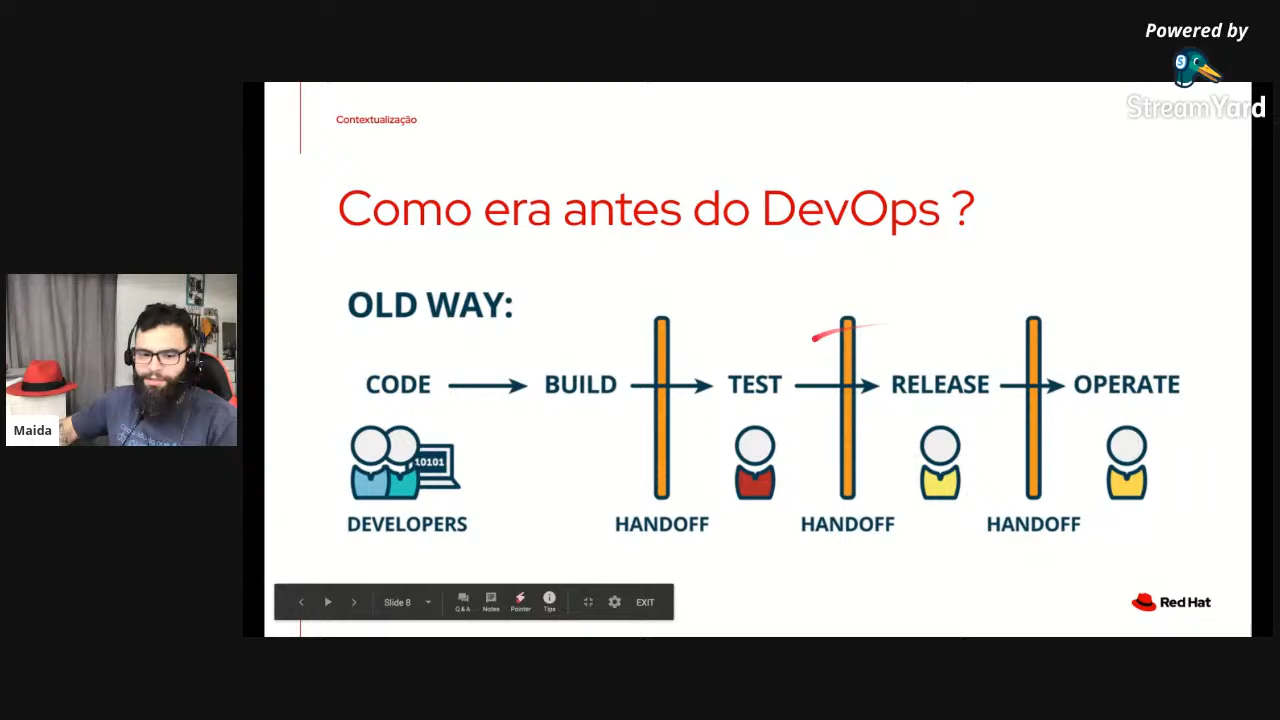 Powered by
StreamYard
Contextualização
Como era antes do DevOps ?
OLD WAY:
CODE BUILD TEST RELEASE OPERATE
10101
DEVELOPERS HANDOFF HANDOFF HANDOFF
Maida
Slide 8 Q&A Notes Pointer Tips EXIT
Red Hat